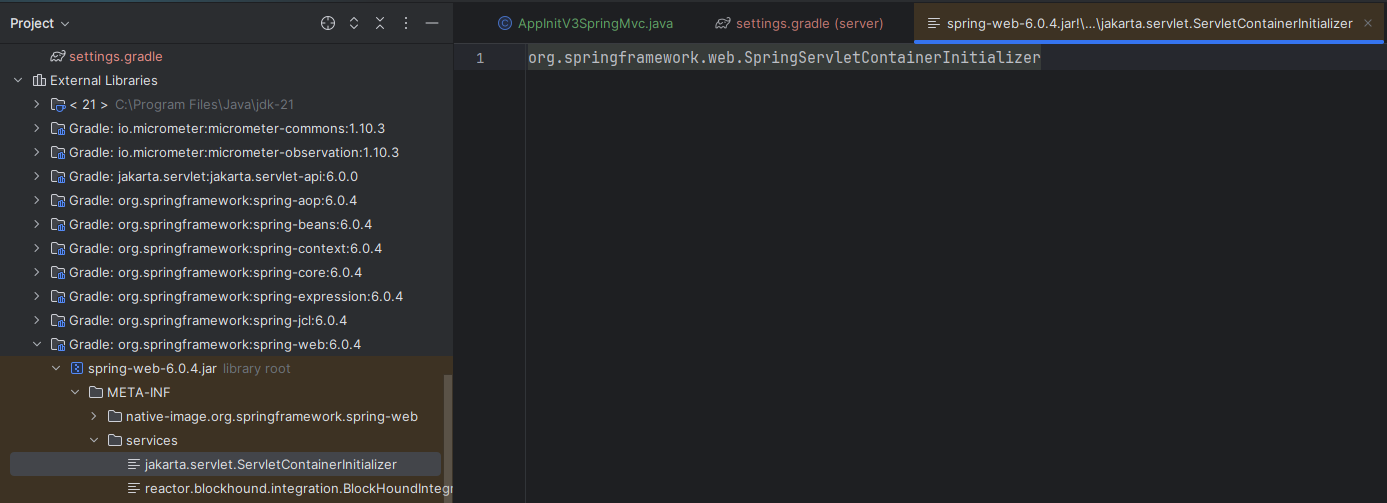 Project
settings.gradle
External Libraries
< 21 > C:\Program Files\Java\jdk-21
Gradle: io.micrometer:micrometer-commons:1.10.3
Gradle: io.micrometer:micrometer-observation:1.10.3
Gradle: jakarta.servlet:jakarta.servlet-api:6.0.0
Gradle: org.springframework:spring-aop:6.0.4
Gradle: org.springframework:spring-beans:6.0.4
Gradle: org.springframework:spring-context:6.0.4
Gradle: org.springframework:spring-core:6.0.4
Gradle: org.springframework:spring-expression:6.0.4
Gradle: org.springframework:spring-jcl:6.0.4
Gradle: org.springframework:spring-web:6.0.4
spring-web-6.0.4.jar library root
META-INF
native-image.org.springframework.spring-web
services
jakarta.servlet.ServletContainerInitializer
reactor.blockhound.integration.BlockHoundInteg
AppInitV3SpringMvc.java
settings.gradle (server)
spring-web-6.0.4.jar!\...\jakarta.servlet.ServletContainerInitializer
1 org.springframework.web.SpringServletContainerInitializer